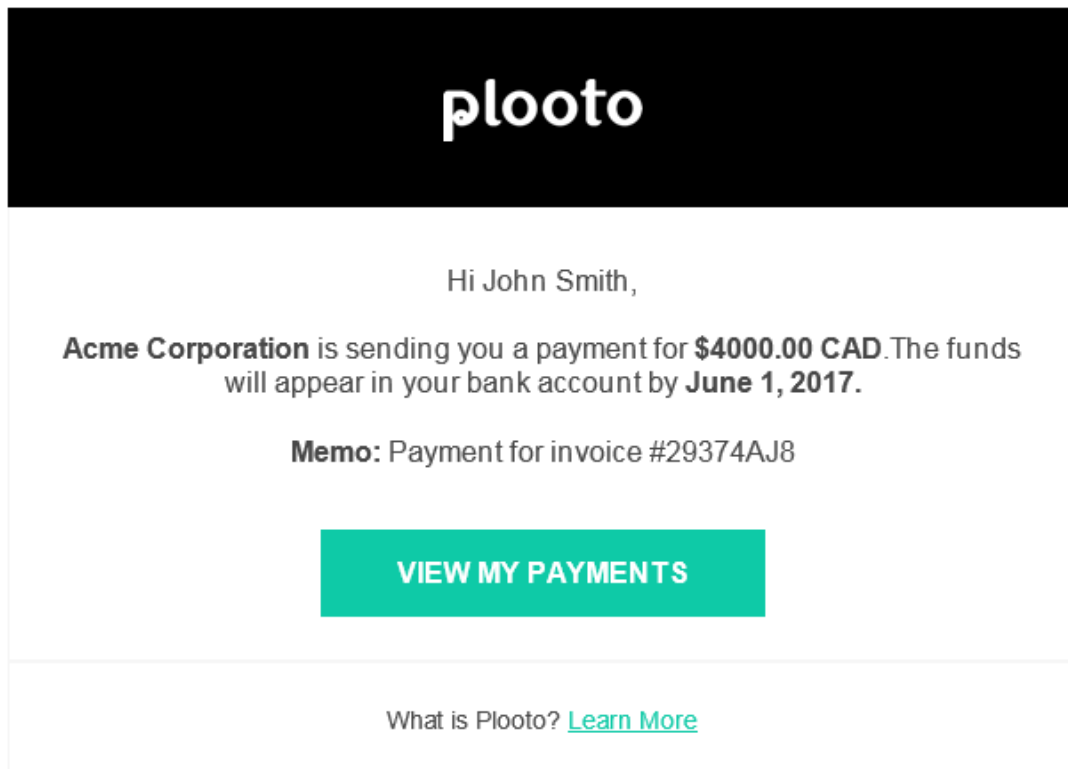 plooto
Hi John Smith,
Acme Corporation is sending you a payment for $4000.00 CAD.The funds
will appear in your bank account by June 1, 2017.
Memo: Payment for invoice #29374AJ8
VIEW MY PAYMENTS
What is Plooto? Learn More